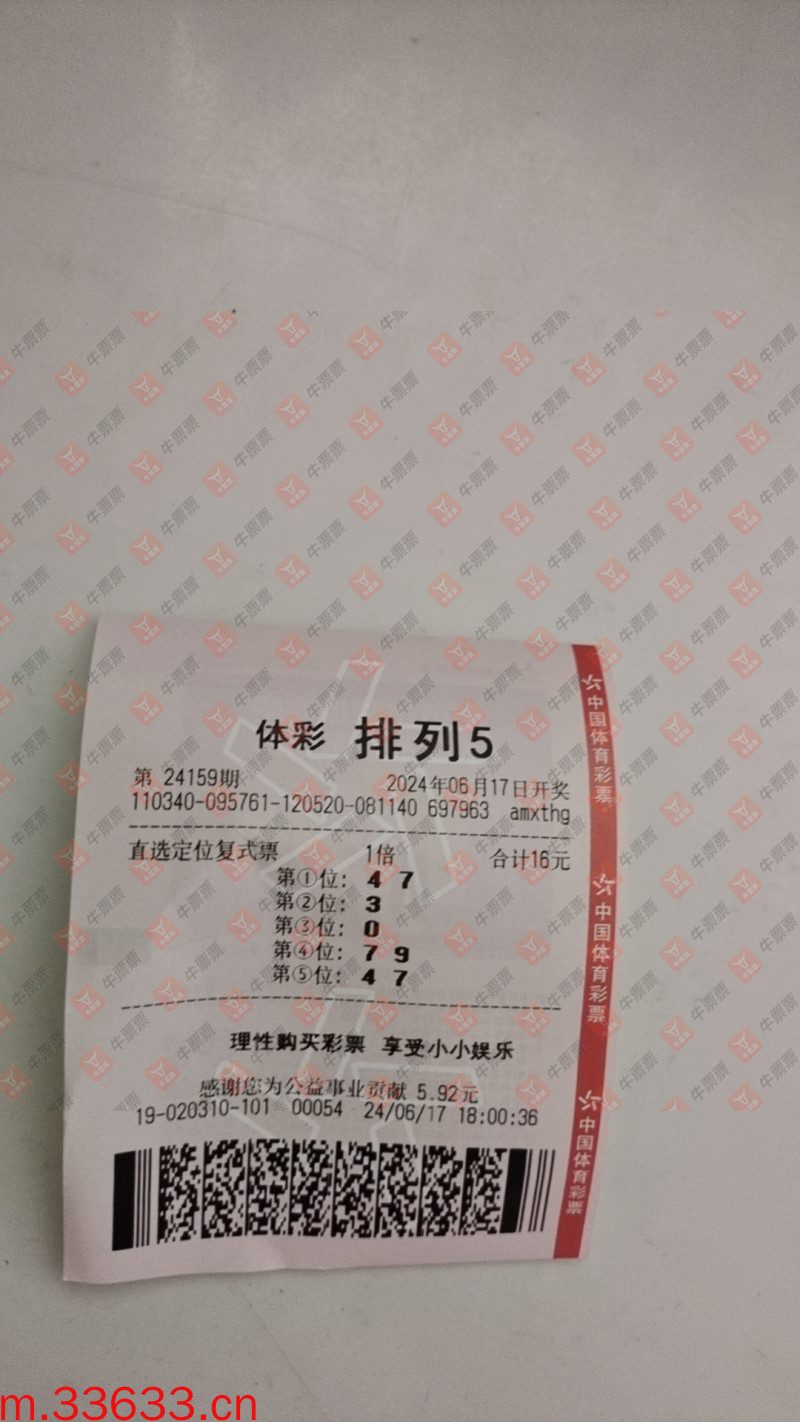 体彩 排列5
第 24159期 2024年06月17日开奖
110340-095761-120520-081140 697963 amxthg
直选定位复式票 1倍 合计16元
第①位: 4 7
第②位: 3
第③位: 0
第④位: 7 9
第⑤位: 4 7
理性购买彩票 享受小小娱乐
感谢您为公益事业贡献 5.92元
19-020310-101 00054 24/06/17 18:00:36
中国体育彩票
中国体育彩票
中国体育彩票
牛票票
m.33633.cn